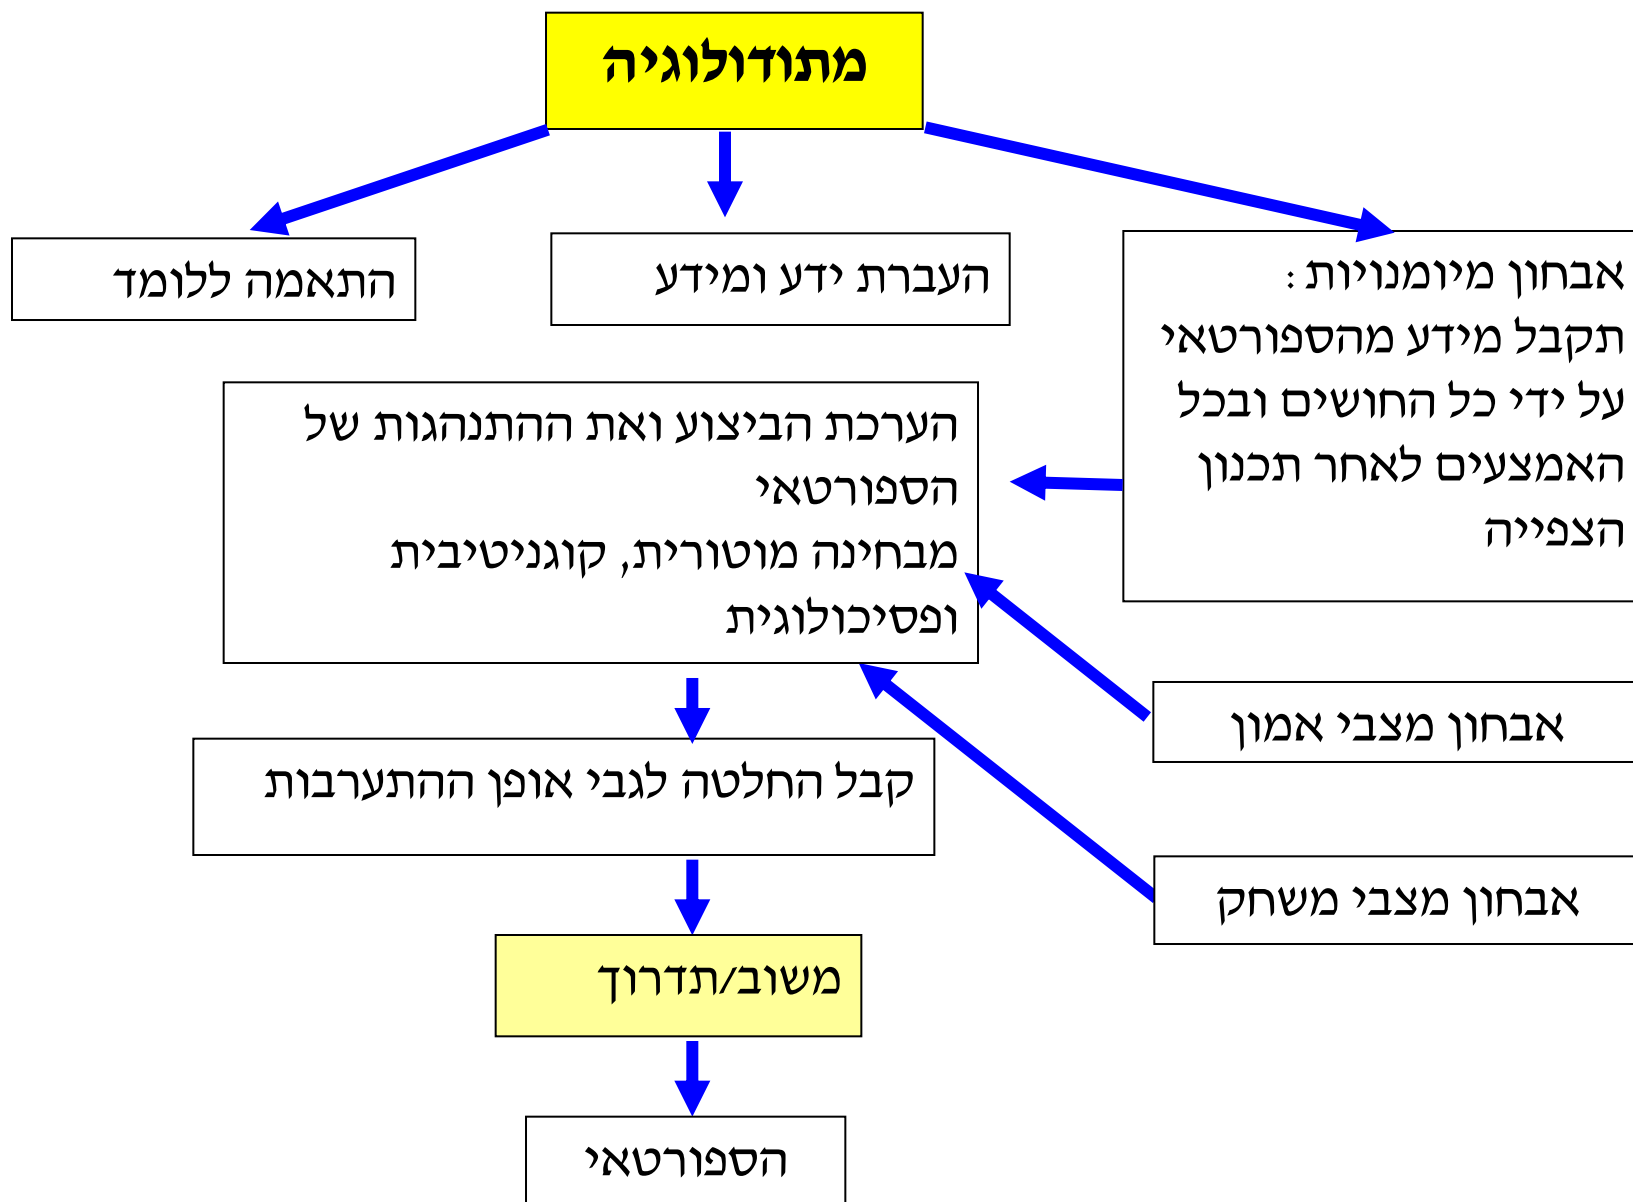 מתודולוגיה
אבחון מיומנויות :
תקבל מידע מהספורטאי
על ידי כל החושים ובכל
האמצעים לאחר תכנון
הצפייה
העברת ידע ומידע
התאמה ללומד
הערכת הביצוע ואת ההתנהגות של
הספורטאי
מבחינה מוטורית, קוגניטיבית
ופסיכולוגית
אבחון מצבי אמון
קבל החלטה לגבי אופן ההתערבות
אבחון מצבי משחק
משוב/תדרוך
הספורטאי